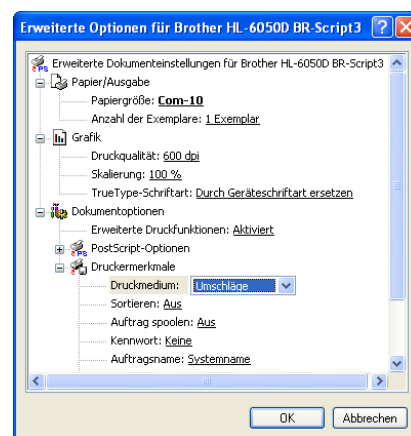 Erweiterte Optionen für Brother HL-6050D BR-Script3
Erweiterte Dokumenteinstellungen für Brother HL-6050D BR-Script3
Papier/Ausgabe
Papiergröße: Com-10
Anzahl der Exemplare: 1 Exemplar
Grafik
Druckqualität: 600 dpi
Skalierung: 100 %
TrueType-Schriftart: Durch Geräteschriftart ersetzen
Dokumentoptionen
Erweiterte Druckfunktionen: Aktiviert
PostScript-Optionen
Druckermerkmale
Druckmedium: Umschläge
Sortieren: Aus
Auftrag spoolen: Aus
Kennwort: Keine
Auftragsname: Systemname
OK Abbrechen